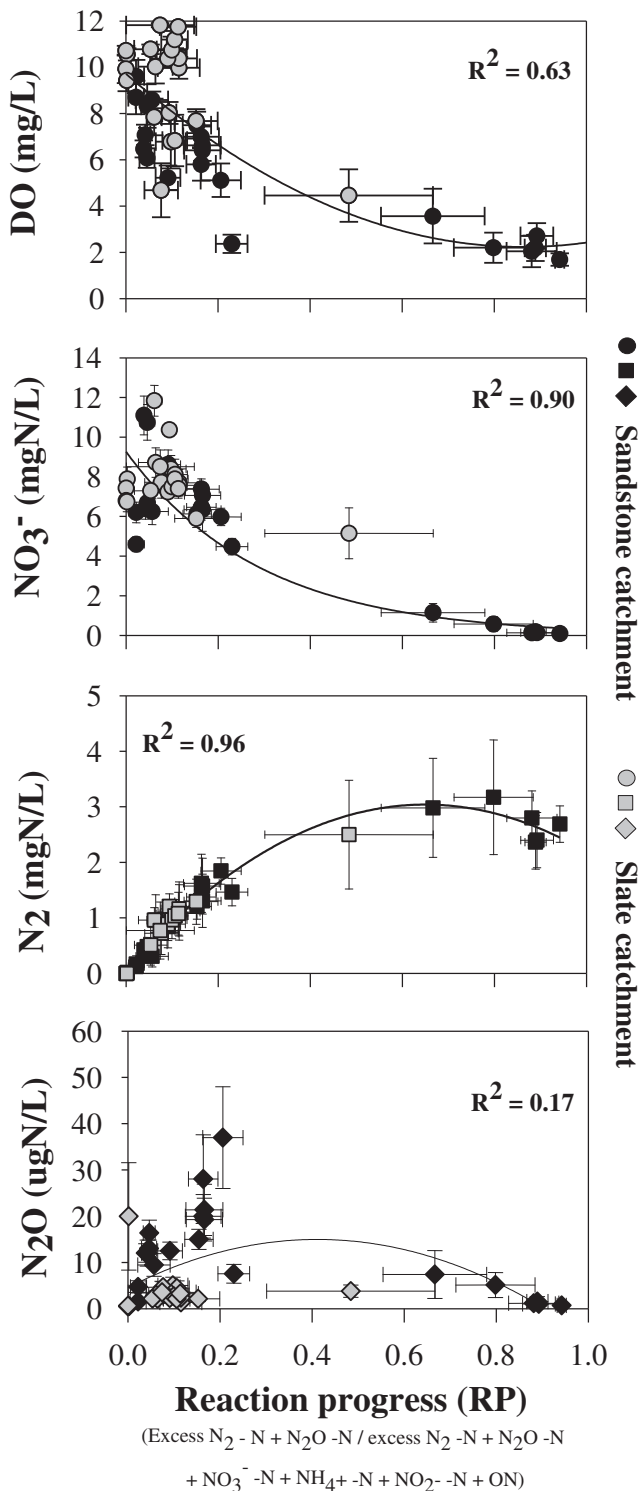 DO (mg/L)
12
10
8
6
4
2
0
R² = 0.63
NO₃⁻ (mgN/L)
14
12
10
8
6
4
2
0
R² = 0.90
N₂ (mgN/L)
5
4
3
2
1
0
R² = 0.96
N₂O (ugN/L)
60
50
40
30
20
10
0
R² = 0.17
0.0 0.2 0.4 0.6 0.8 1.0
Reaction progress (RP)
(Excess N₂ - N + N₂O -N / excess N₂ -N + N₂O -N
+ NO₃⁻ -N + NH₄+ -N + NO₂- -N + ON)
Sandstone catchment
Slate catchment